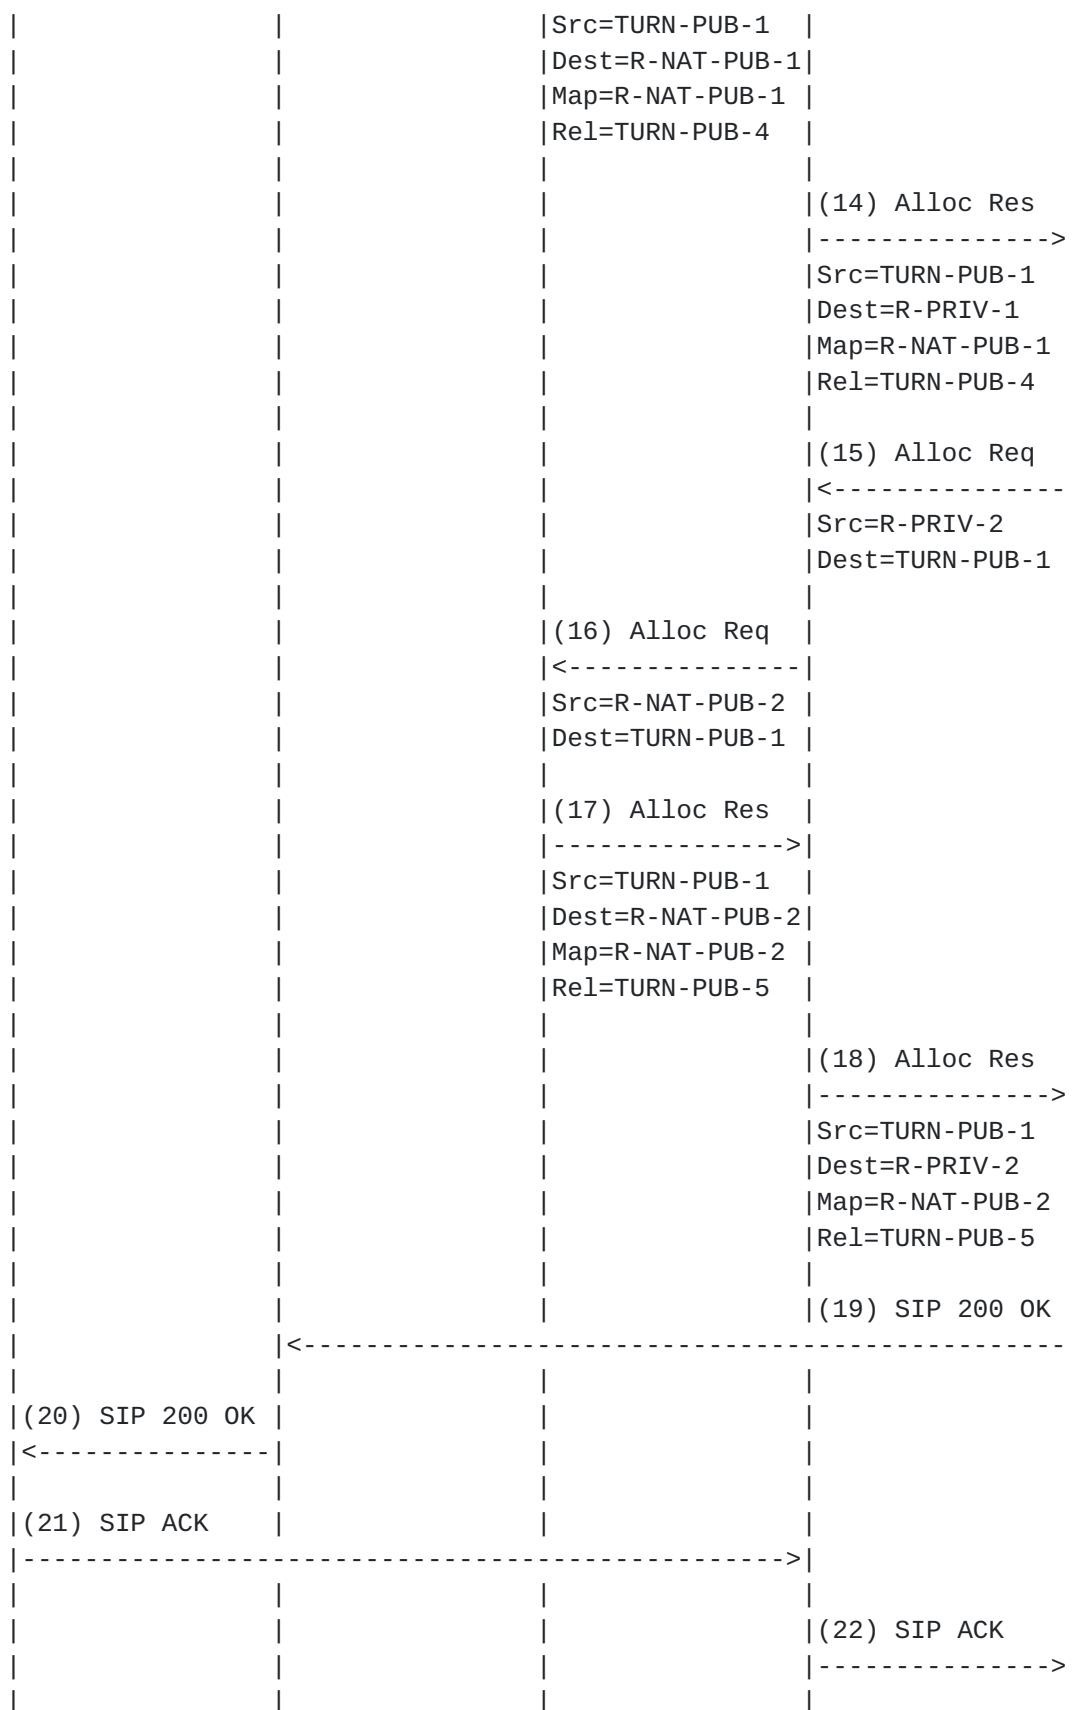 |                |                |Src=TURN-PUB-1  |
|                |                |Dest=R-NAT-PUB-1|
|                |                |Map=R-NAT-PUB-1 |
|                |                |Rel=TURN-PUB-4  |
|                |                |                |
|                |                |                |(14) Alloc Res
|                |                |                |--------------->
|                |                |                |Src=TURN-PUB-1
|                |                |                |Dest=R-PRIV-1
|                |                |                |Map=R-NAT-PUB-1
|                |                |                |Rel=TURN-PUB-4
|                |                |                |
|                |                |                |(15) Alloc Req
|                |                |                |<---------------
|                |                |                |Src=R-PRIV-2
|                |                |                |Dest=TURN-PUB-1
|                |                |                |
|                |                |(16) Alloc Req  |
|                |                |<---------------|
|                |                |Src=R-NAT-PUB-2 |
|                |                |Dest=TURN-PUB-1 |
|                |                |                |
|                |                |(17) Alloc Res  |
|                |                |--------------->|
|                |                |Src=TURN-PUB-1  |
|                |                |Dest=R-NAT-PUB-2|
|                |                |Map=R-NAT-PUB-2 |
|                |                |Rel=TURN-PUB-5  |
|                |                |                |
|                |                |                |(18) Alloc Res
|                |                |                |--------------->
|                |                |                |Src=TURN-PUB-1
|                |                |                |Dest=R-PRIV-2
|                |                |                |Map=R-NAT-PUB-2
|                |                |                |Rel=TURN-PUB-5
|                |                |                |
|                |                |                |(19) SIP 200 OK
|                |<-------------------------------------------------
|                |                |                |
|(20) SIP 200 OK |                |                |
|<---------------|                |                |
|                |                |                |
|(21) SIP ACK    |                |                |
|------------------------------------------------->|
|                |                |                |
|                |                |                |(22) SIP ACK
|                |                |                |--------------->
|                |                |                |